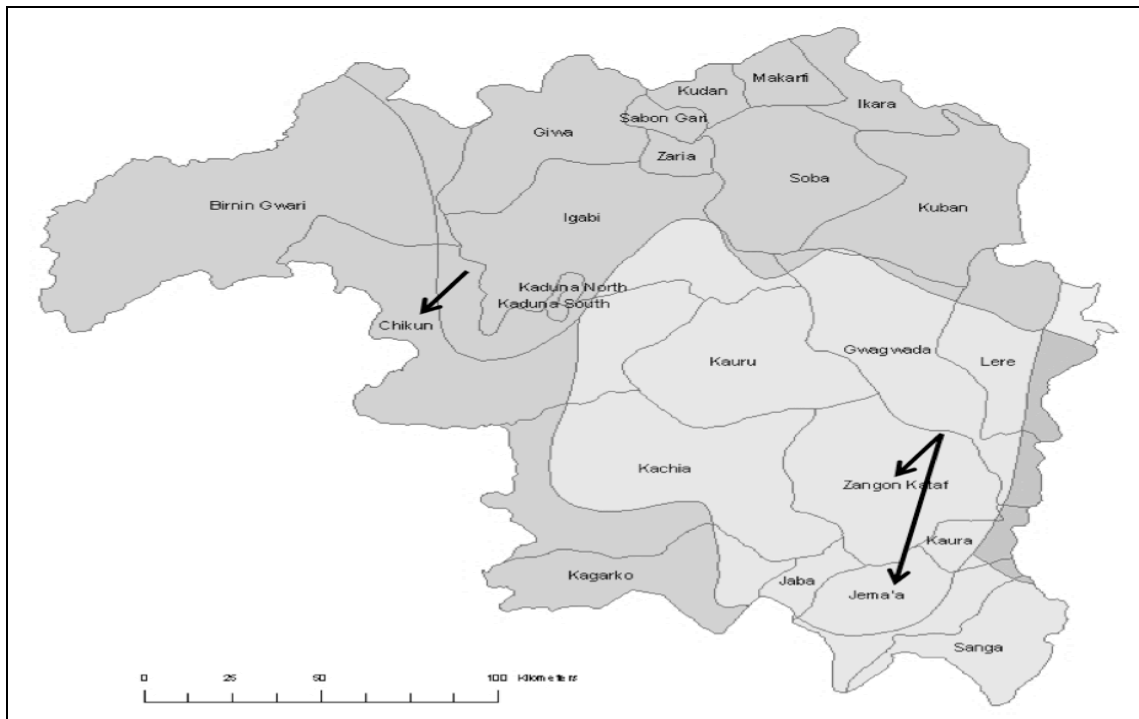 Makarfi
Kudan
Ikara
Sabon Gari
Giwa
Zaria
Soba
Birnin Gwari
Kuban
Igabi
Kaduna North
Kaduna South
Chikun
Gwagwada
Kauru
Lere
Kachia
Zangon Kataf
Kaura
Kagarko
Jaba
Jema'a
Sanga
0 25 50 100 Kilometers